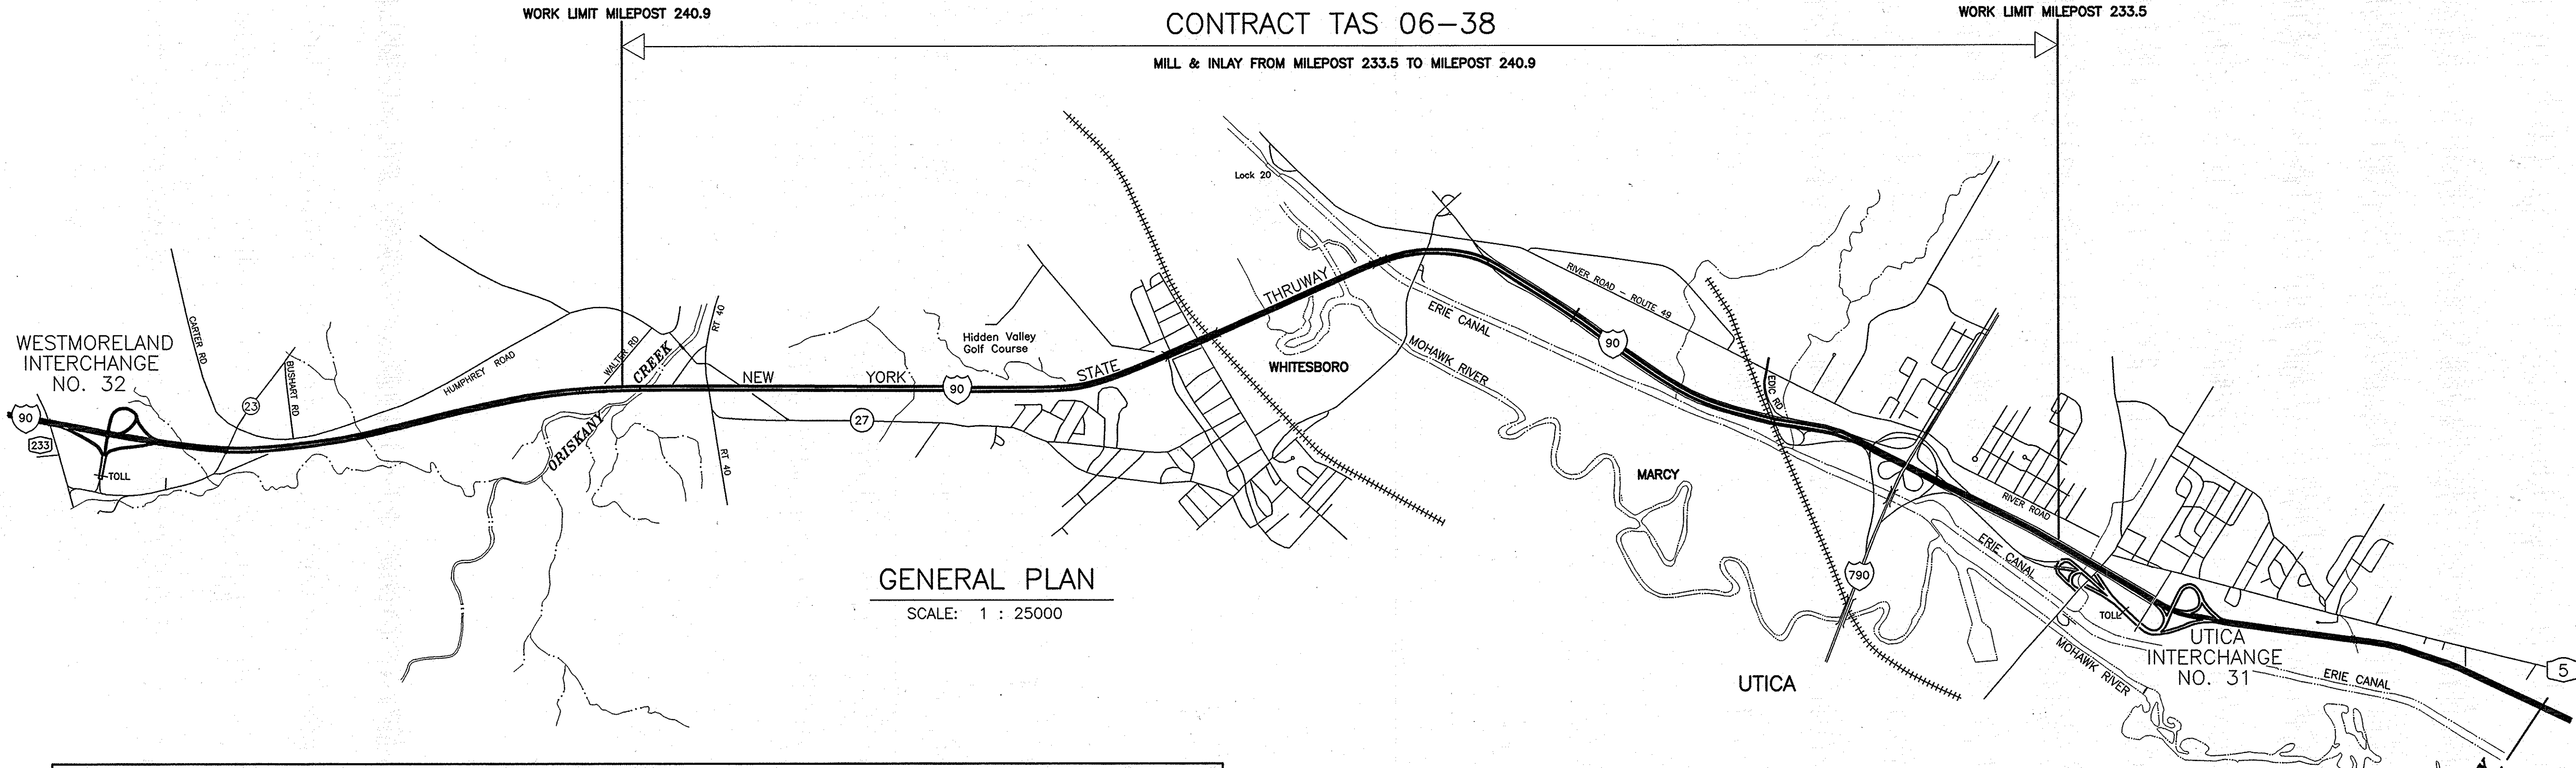 WORK LIMIT MILEPOST 240.9
CONTRACT TAS 06-38
WORK LIMIT MILEPOST 233.5
MILL & INLAY FROM MILEPOST 233.5 TO MILEPOST 240.9
Lock 20
WESTMORELAND
INTERCHANGE
NO. 32
90
233
TOLL
CARTER RD
23
BUSHART RD
HUMPHREY ROAD
WALTER RD
ORISKANY CREEK
RT 40
RT 40
NEW YORK
90
STATE
THRUWAY
27
Hidden Valley
Golf Course
WHITESBORO
ERIE CANAL
MOHAWK RIVER
RIVER ROAD - ROUTE 49
90
EDIC RD
MARCY
790
UTICA
RIVER ROAD
ERIE CANAL
TOLL
MOHAWK RIVER
UTICA
INTERCHANGE
NO. 31
ERIE CANAL
5
GENERAL PLAN
SCALE: 1 : 25000